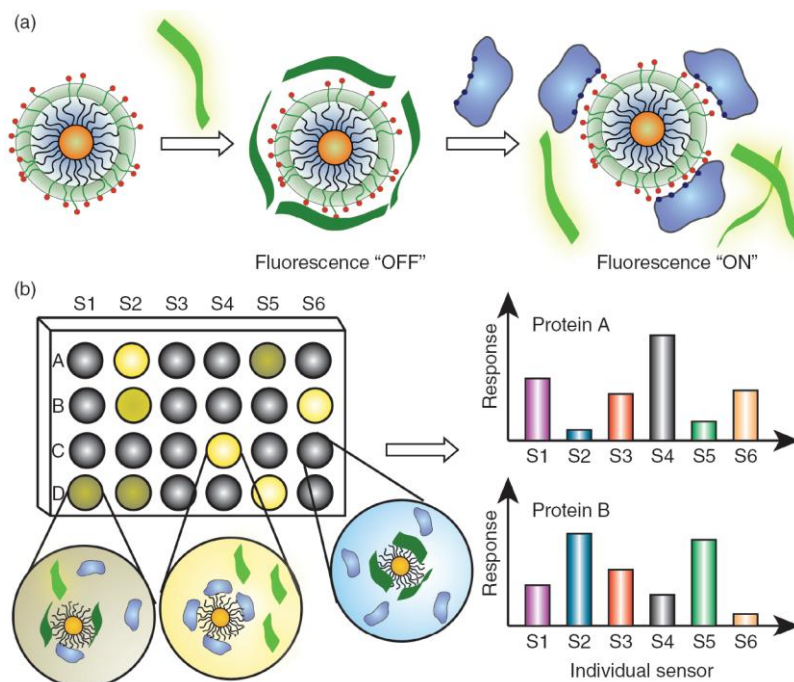 (a)
Fluorescence “OFF”
Fluorescence “ON”
(b)
S1 S2 S3 S4 S5 S6
A
B
C
D
Response
Protein A
S1 S2 S3 S4 S5 S6
Response
Protein B
S1 S2 S3 S4 S5 S6
Individual sensor